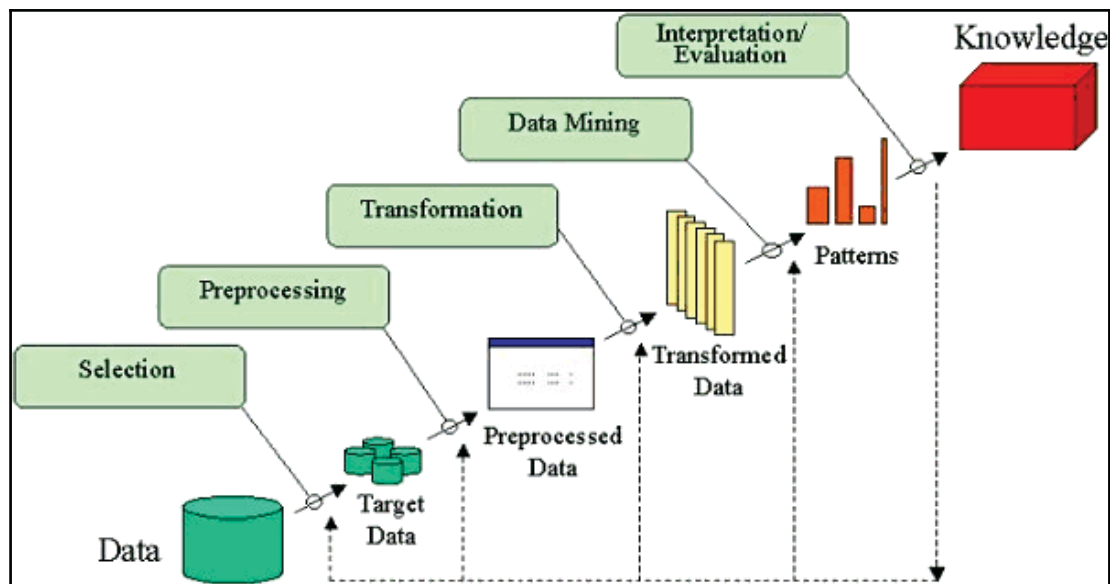 Interpretation/
Evaluation
Knowledge
Data Mining
Transformation
Patterns
Preprocessing
Transformed
Data
Selection
Preprocessed
Data
Target
Data
Data